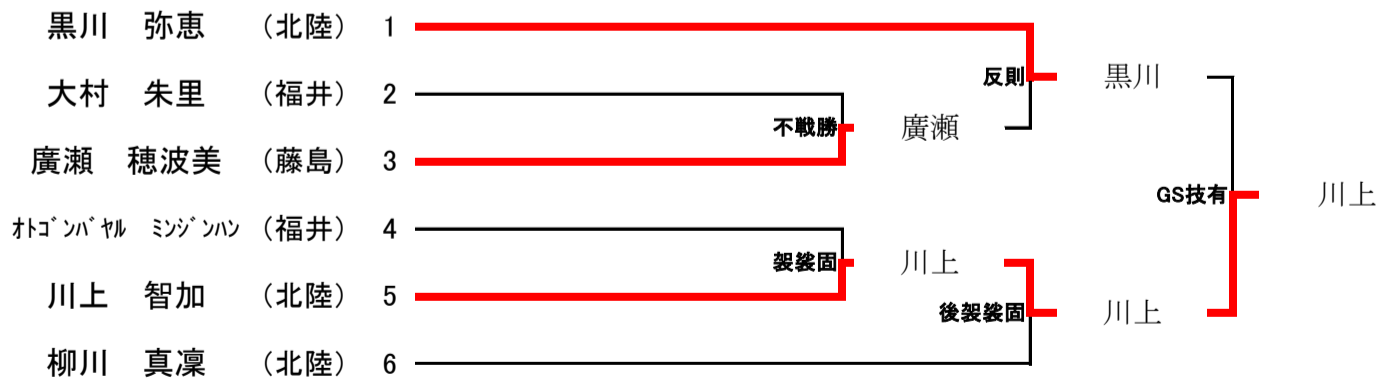 黒川　弥恵　（北陸）　1
反則　黒川
大村　朱里　（福井）　2
不戦勝　廣瀬
廣瀬　穂波美　（藤島）　3
GS技有　川上
ｵﾄｺﾞﾝﾊﾞﾔﾙ　ﾐﾝｼﾞﾝﾊﾝ　（福井）　4
袈裟固　川上
川上　智加　（北陸）　5
後袈裟固　川上
柳川　真凜　（北陸）　6